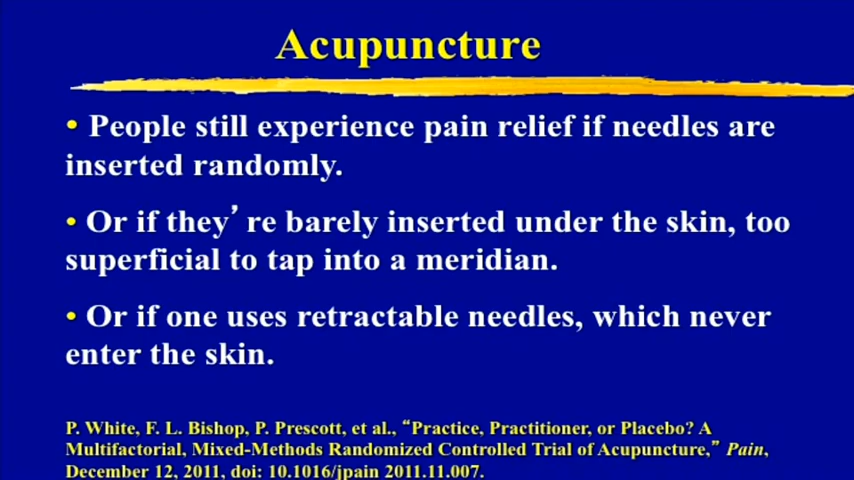 Acupuncture
• People still experience pain relief if needles are
inserted randomly.
• Or if they’re barely inserted under the skin, too
superficial to tap into a meridian.
• Or if one uses retractable needles, which never
enter the skin.
P. White, F. L. Bishop, P. Prescott, et al., “Practice, Practitioner, or Placebo? A
Multifactorial, Mixed-Methods Randomized Controlled Trial of Acupuncture,” Pain,
December 12, 2011, doi: 10.1016/jpain 2011.11.007.